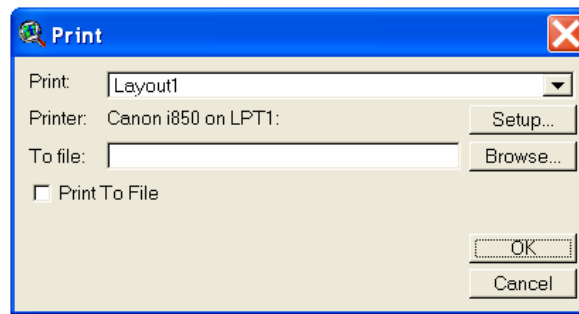 Print
Print: Layout1
Printer: Canon i850 on LPT1: Setup...
To file: Browse...
Print To File
OK
Cancel